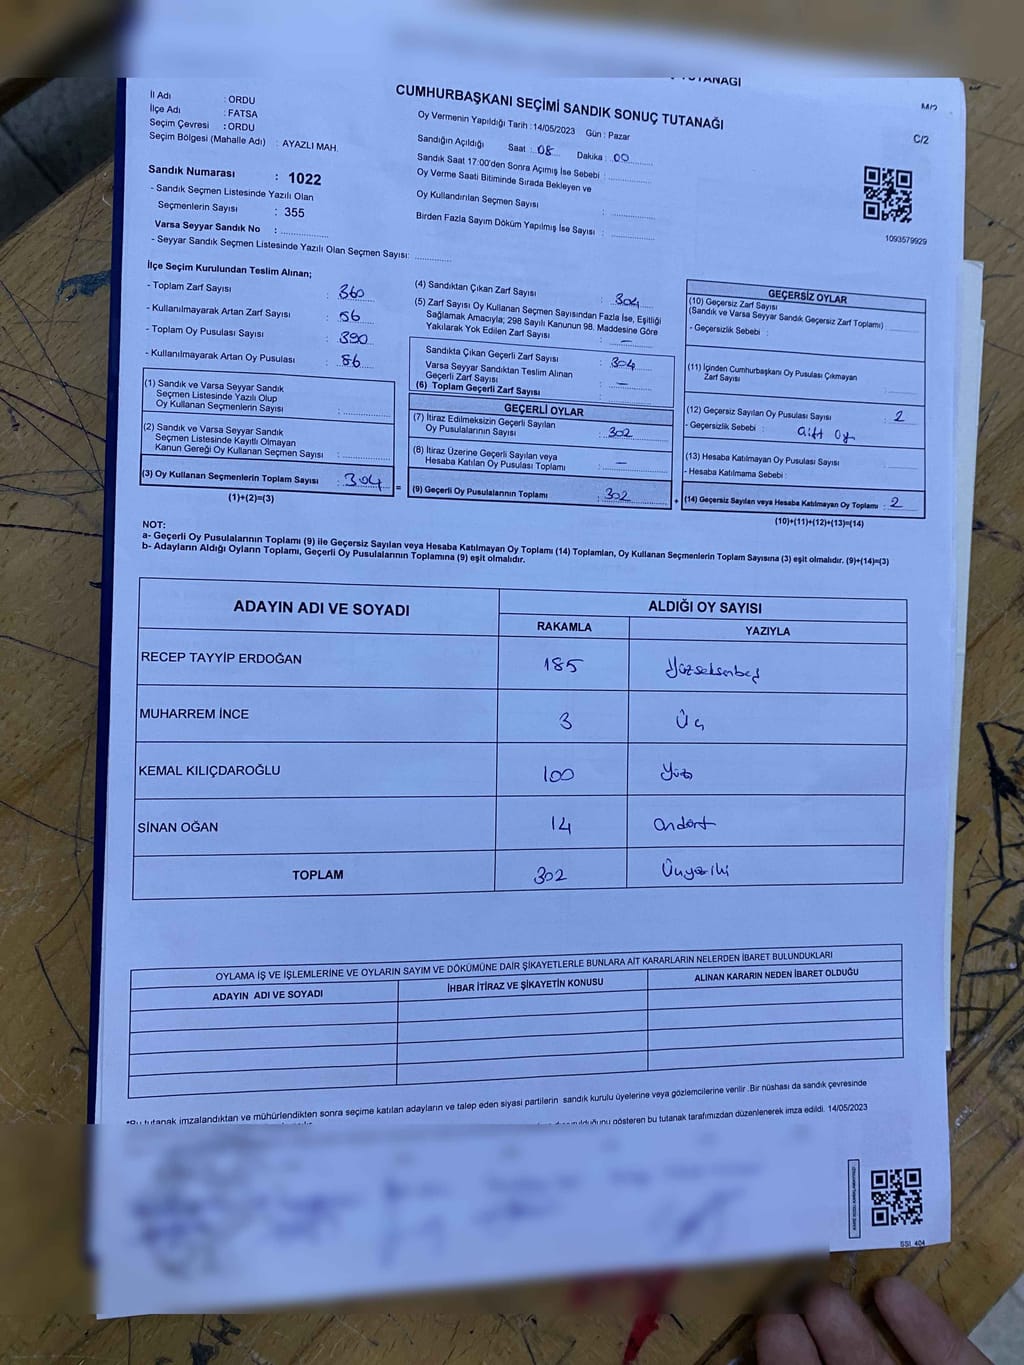 CUMHURBAŞKANI SEÇİMİ SANDIK SONUÇ TUTANAĞI
C/2
İl Adı : ORDU
İlçe Adı : FATSA
Seçim Çevresi : ORDU
Seçim Bölgesi (Mahalle Adı) : AYAZLI MAH.
Sandık Numarası : 1022
- Sandık Seçmen Listesinde Yazılı Olan
Seçmenlerin Sayısı : 355
Varsa Seyyar Sandık No :
- Seyyar Sandık Seçmen Listesinde Yazılı Olan Seçmen Sayısı:
Oy Vermenin Yapıldığı Tarih : 14/05/2023 Gün : Pazar
Sandığın Açıldığı Saat : 08 Dakika : 00
Sandık Saat 17:00'den Sonra Açımış İse Sebebi :
Oy Verme Saati Bitiminde Sırada Bekleyen ve
Oy Kullandırılan Seçmen Sayısı :
Birden Fazla Sayım Döküm Yapılmış İse Sayısı :
1093579929
İlçe Seçim Kurulundan Teslim Alınan;
- Toplam Zarf Sayısı : 360
- Kullanılmayarak Artan Zarf Sayısı : 56
- Toplam Oy Pusulası Sayısı : 390
- Kullanılmayarak Artan Oy Pusulası : 86
(1) Sandık ve Varsa Seyyar Sandık
Seçmen Listesinde Yazılı Olup
Oy Kullanan Seçmenlerin Sayısı :
(2) Sandık ve Varsa Seyyar Sandık
Seçmen Listesinde Kayıtlı Olmayan
Kanun Gereği Oy Kullanan Seçmen Sayısı :
(3) Oy Kullanan Seçmenlerin Toplam Sayısı : 304
(1)+(2)=(3)
(4) Sandıktan Çıkan Zarf Sayısı : 304
(5) Zarf Sayısı Oy Kullanan Seçmen Sayısından Fazla İse, Eşitliği
Sağlamak Amacıyla; 298 Sayılı Kanunun 98. Maddesine Göre
Yakılarak Yok Edilen Zarf Sayısı : –
Sandıkta Çıkan Geçerli Zarf Sayısı : 304
Varsa Seyyar Sandıktan Teslim Alınan
Geçerli Zarf Sayısı : –
(6) Toplam Geçerli Zarf Sayısı :
GEÇERLİ OYLAR
(7) İtiraz Edilmeksizin Geçerli Sayılan
Oy Pusulalarının Sayısı : 302
(8) İtiraz Üzerine Geçerli Sayılan veya
Hesaba Katılan Oy Pusulası Toplamı : –
= (9) Geçerli Oy Pusulalarının Toplamı : 302 +
GEÇERSİZ OYLAR
(10) Geçersiz Zarf Sayısı
(Sandık ve Varsa Seyyar Sandık Geçersiz Zarf Toplamı)
- Geçersizlik Sebebi :
(11) İçinden Cumhurbaşkanı Oy Pusulası Çıkmayan
Zarf Sayısı :
(12) Geçersiz Sayılan Oy Pusulası Sayısı : 2
- Geçersizlik Sebebi : Çift Oy
(13) Hesaba Katılmayan Oy Pusulası Sayısı
- Hesaba Katılmama Sebebi :
(14) Geçersiz Sayılan veya Hesaba Katılmayan Oy Toplamı : 2
(10)+(11)+(12)+(13)=(14)
NOT:
a- Geçerli Oy Pusulalarının Toplamı (9) ile Geçersiz Sayılan veya Hesaba Katılmayan Oy Toplamı (14) Toplamları, Oy Kullanan Seçmenlerin Toplam Sayısına (3) eşit olmalıdır. (9)+(14)=(3)
b- Adayların Aldığı Oyların Toplamı, Geçerli Oy Pusulalarının Toplamına (9) eşit olmalıdır.
ADAYIN ADI VE SOYADI ALDIĞI OY SAYISI
RAKAMLA YAZIYLA
RECEP TAYYİP ERDOĞAN 185 Yüzseksenbeş
MUHARREM İNCE 3 Üç
KEMAL KILIÇDAROĞLU 100 Yüz
SİNAN OĞAN 14 Ondört
TOPLAM 302 Üçyüziki
OYLAMA İŞ VE İŞLEMLERİNE VE OYLARIN SAYIM VE DÖKÜMÜNE DAİR ŞİKAYETLERLE BUNLARA AİT KARARLARIN NELERDEN İBARET BULUNDUKLARI
ADAYIN ADI VE SOYADI İHBAR İTİRAZ VE ŞİKAYETİN KONUSU ALINAN KARARIN NEDEN İBARET OLDUĞU
*Bu tutanak imzalandıktan ve mühürlendikten sonra seçime katılan adayların ve talep eden siyasi partilerin sandık kurulu üyelerine veya gözlemcilerine verilir .Bir nüshası da sandık çevresinde
gösteren bu tutanak tarafımızdan düzenlenerek imza edildi. 14/05/2023
SSI_404